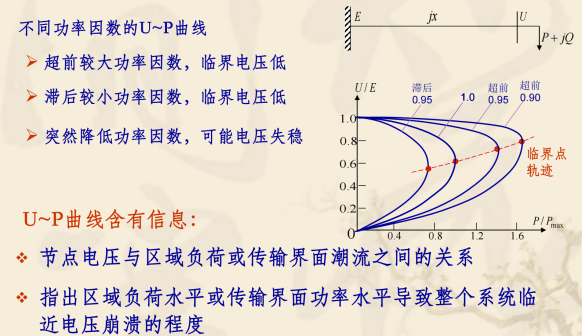 不同功率因数的U~P曲线
➢ 超前较大功率因数，临界电压低
➢ 滞后较小功率因数，临界电压低
➢ 突然降低功率因数，可能电压失稳
E jx U
P+jQ
U/E
滞后 0.95
1.0
超前 0.95
超前 0.90
1.0
0.8
0.6
0.4
0.2
0
0.4 0.8 1.2 1.6
P/Pmax
临界点
轨迹
U~P曲线含有信息：
❖ 节点电压与区域负荷或传输界面潮流之间的关系
❖ 指出区域负荷水平或传输界面功率水平导致整个系统临
近电压崩溃的程度